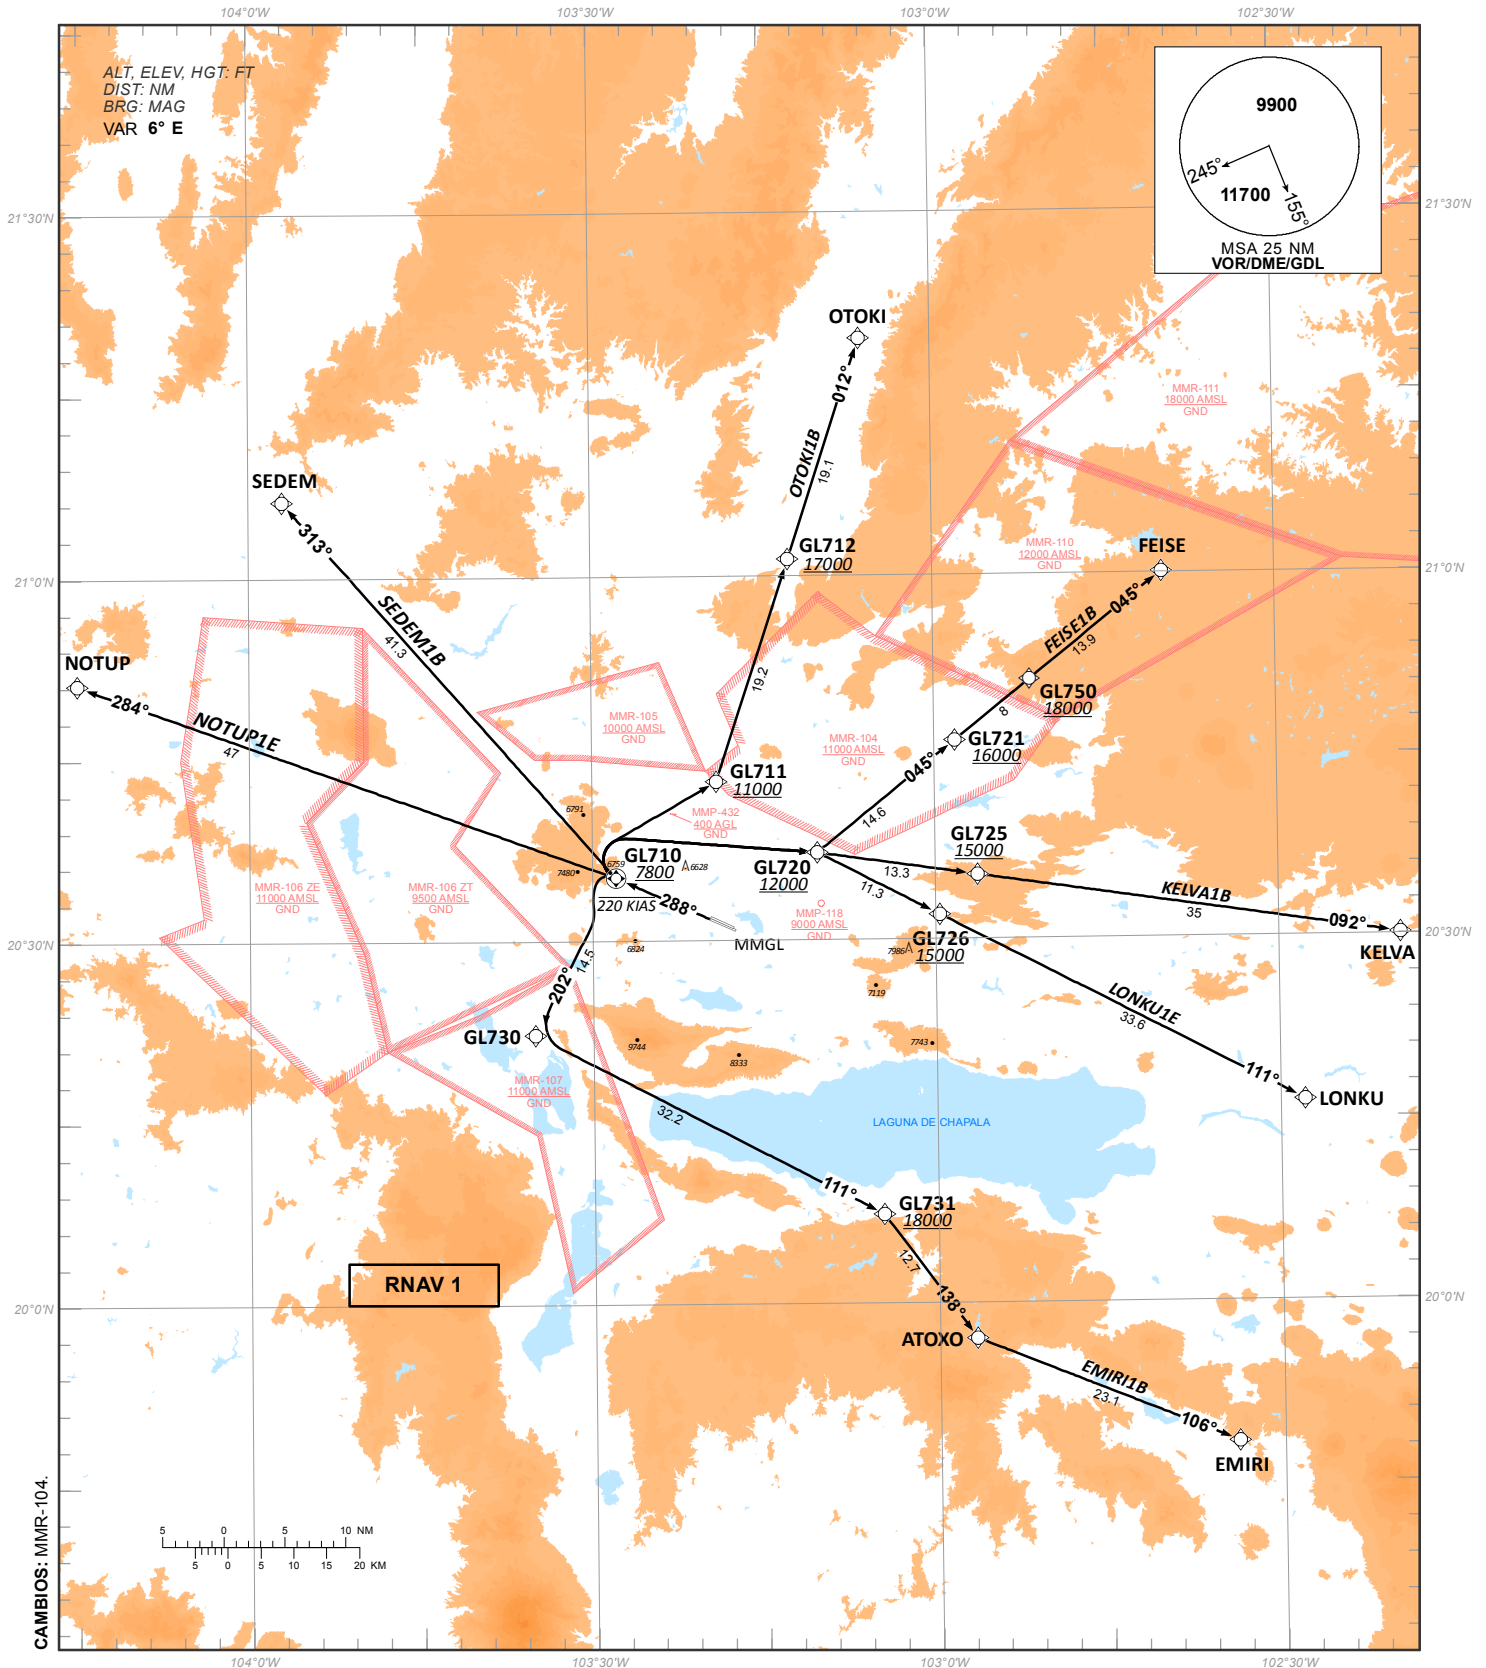 104°0'W
103°30'W
103°0'W
102°30'W
ALT, ELEV, HGT: FT
DIST: NM
BRG: MAG
VAR 6° E
9900
245°
11700
155°
MSA 25 NM
VOR/DME/GDL
21°30'N
21°30'N
OTOKI
012°
OTOKI1B
19.1
MMR-111
18000 AMSL
GND
SEDEM
313°
SEDEM1B
41.3
GL712
17000
MMR-110
12000 AMSL
GND
FEISE
045°
FEISE1B
13.9
21°0'N
21°0'N
NOTUP
284°
NOTUP1E
47
19.2
GL750
18000
8
MMR-105
10000 AMSL
GND
MMR-104
11000 AMSL
GND
GL721
16000
045°
14.6
GL711
11000
6791
MMP-432
400 AGL
GND
GL725
15000
GL710
7800
220 KIAS
6759
7480
6628
GL720
12000
13.3
11.3
KELVA1B
35
092°
KELVA
MMR-106 ZE
11000 AMSL
GND
MMR-106 ZT
9500 AMSL
GND
288°
MMGL
MMP-118
9000 AMSL
GND
GL726
15000
7986
20°30'N
20°30'N
6824
14.5
202°
7119
LONKU1E
33.6
111°
LONKU
GL730
9744
8333
7743
MMR-107
11000 AMSL
GND
32.2
LAGUNA DE CHAPALA
111°
GL731
18000
12.7
138°
RNAV 1
20°0'N
20°0'N
ATOXO
EMIRI1B
23.1
106°
EMIRI
CAMBIOS: MMR-104.
5 0 5 10 NM
5 0 5 10 15 20 KM
104°0'W
103°30'W
103°0'W
102°30'W